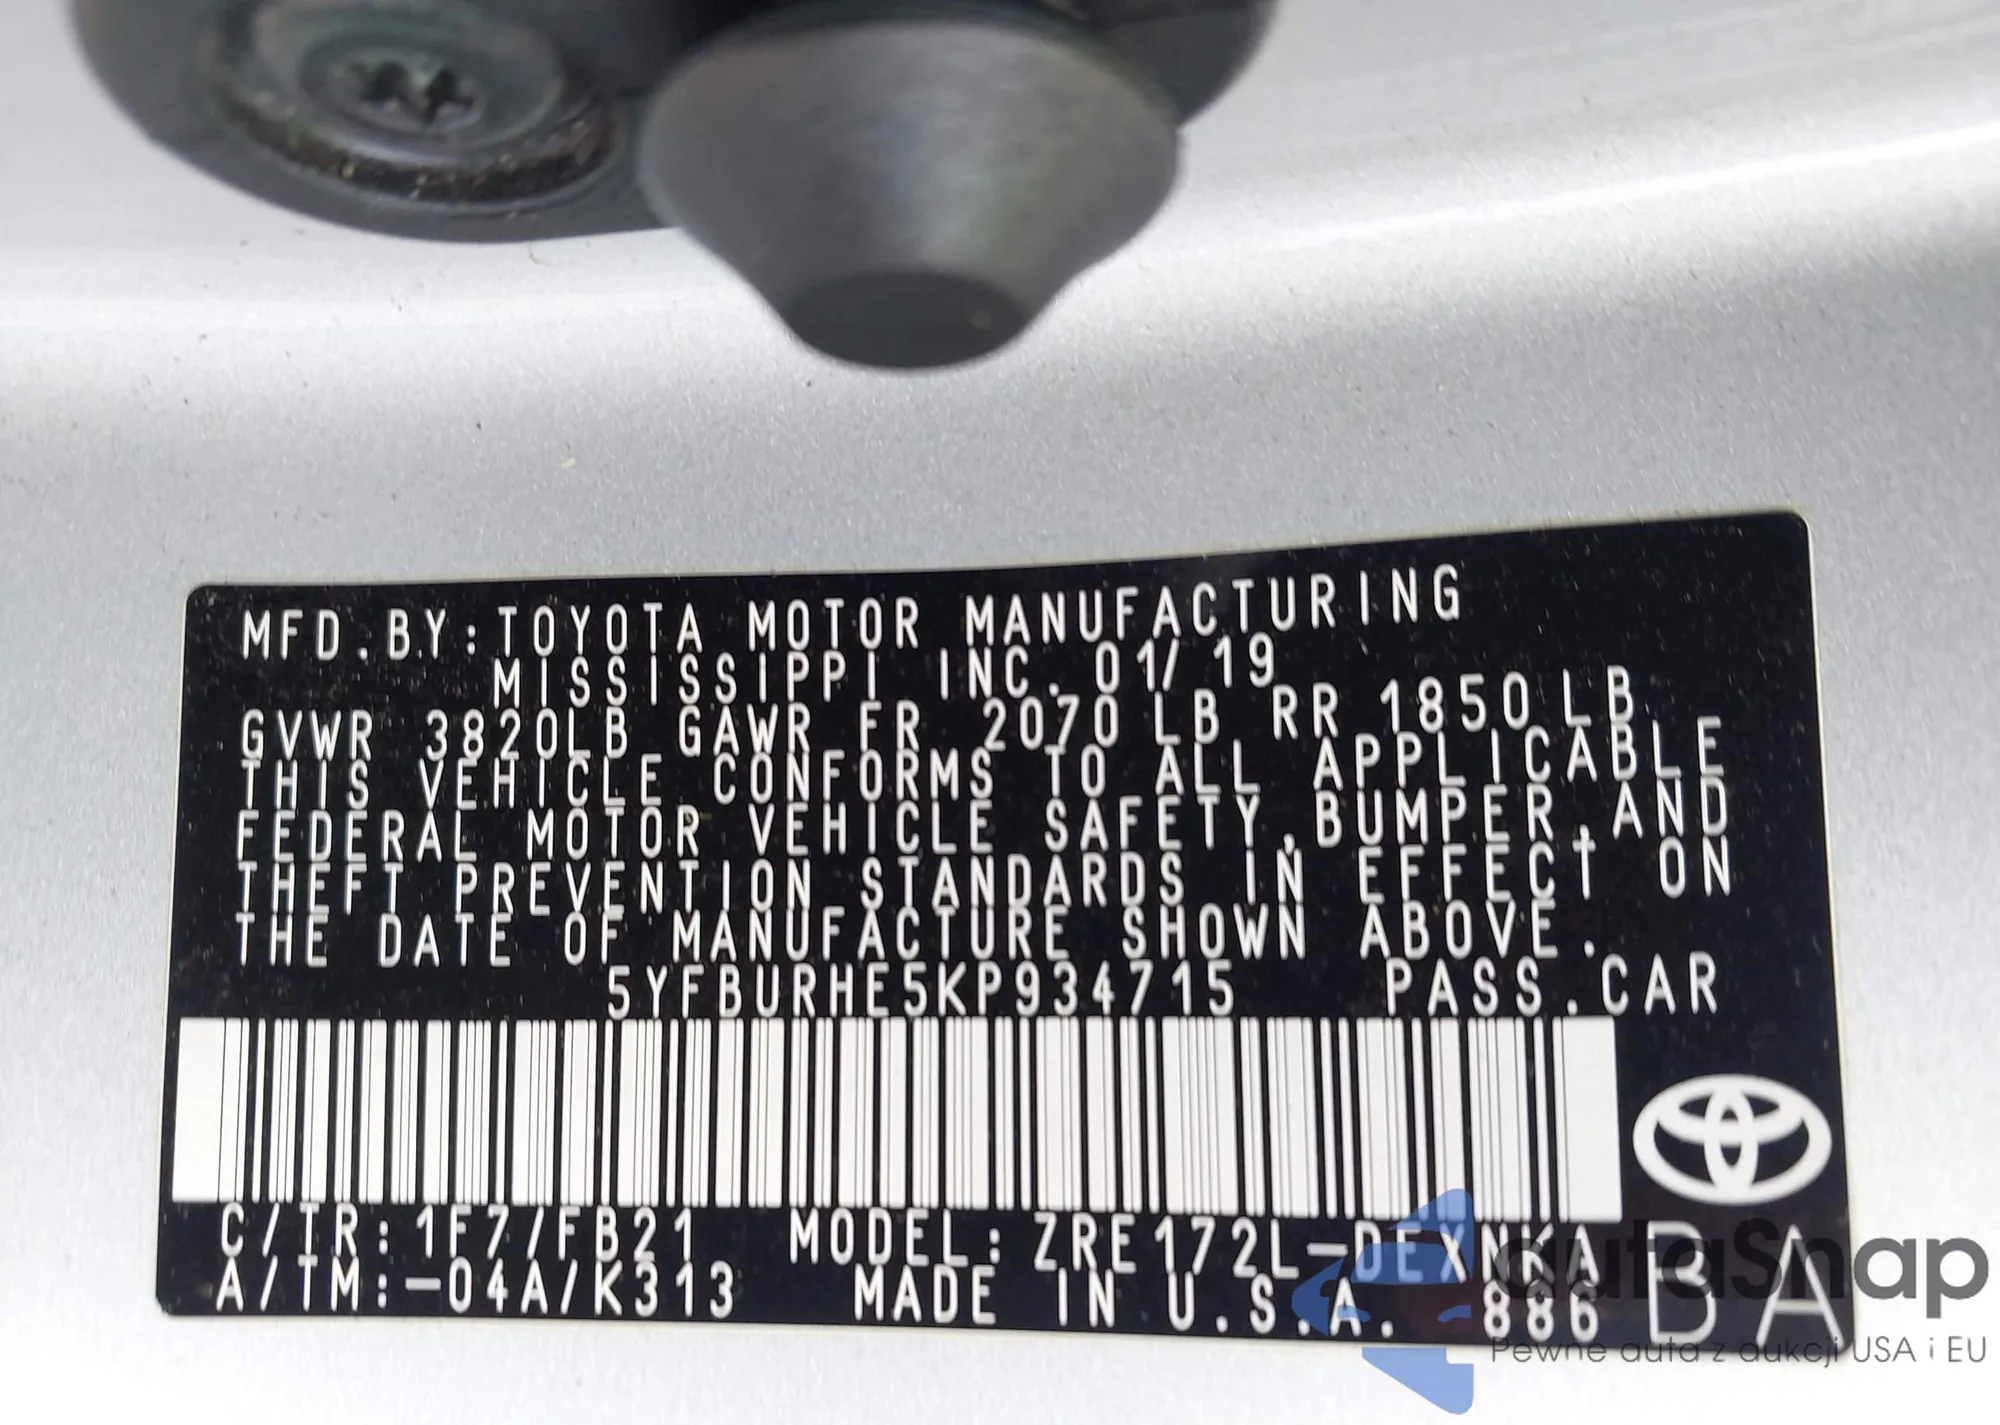 MFD.BY:TOYOTA MOTOR MANUFACTURING
MISSISSIPPI INC. 01/19
GVWR 3820LB GAWR FR 2070LB RR 1850LB
THIS VEHICLE CONFORMS TO ALL APPLICABLE
FEDERAL MOTOR VEHICLE SAFETY,BUMPER,AND
THEFT PREVENTION STANDARDS IN EFFECT ON
THE DATE OF MANUFACTURE SHOWN ABOVE.
5YFBURHE5KP934715 PASS.CAR
C/TR:1F7/FB21 MODEL:ZRE172L-DEXNKA
A/TM:-04A/K313 MADE IN U.S.A. 886
BA
autaSnap
Pewne auta z aukcji USA i EU